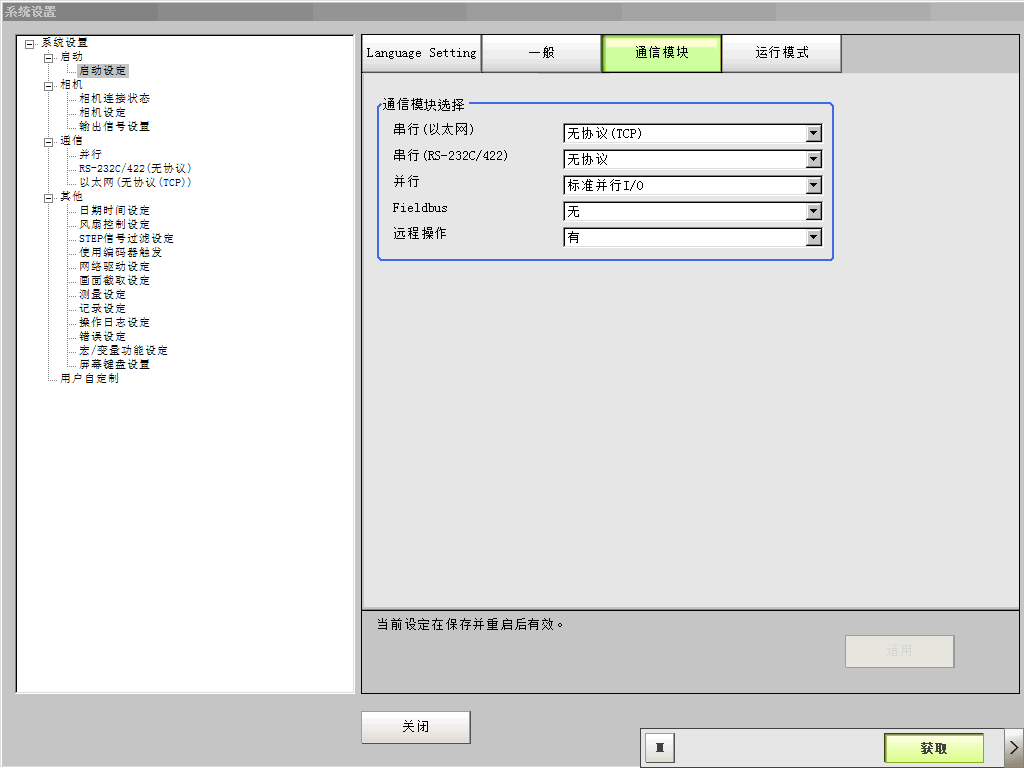 系统设置
系统设置
启动
启动设定
相机
相机连接状态
相机设定
输出信号设置
通信
并行
RS-232C/422(无协议)
以太网(无协议(TCP))
其他
日期时间设定
风扇控制设定
STEP信号过滤设定
使用编码器触发
网络驱动设定
画面截取设定
测量设定
记录设定
操作日志设定
错误设定
宏/变量功能设定
屏幕键盘设置
用户自定制
Language Setting 一般 通信模块 运行模式
通信模块选择
串行(以太网) 无协议(TCP)
串行(RS-232C/422) 无协议
并行 标准并行I/O
Fieldbus 无
远程操作 有
当前设定在保存并重启后有效。
适用
关闭
获取